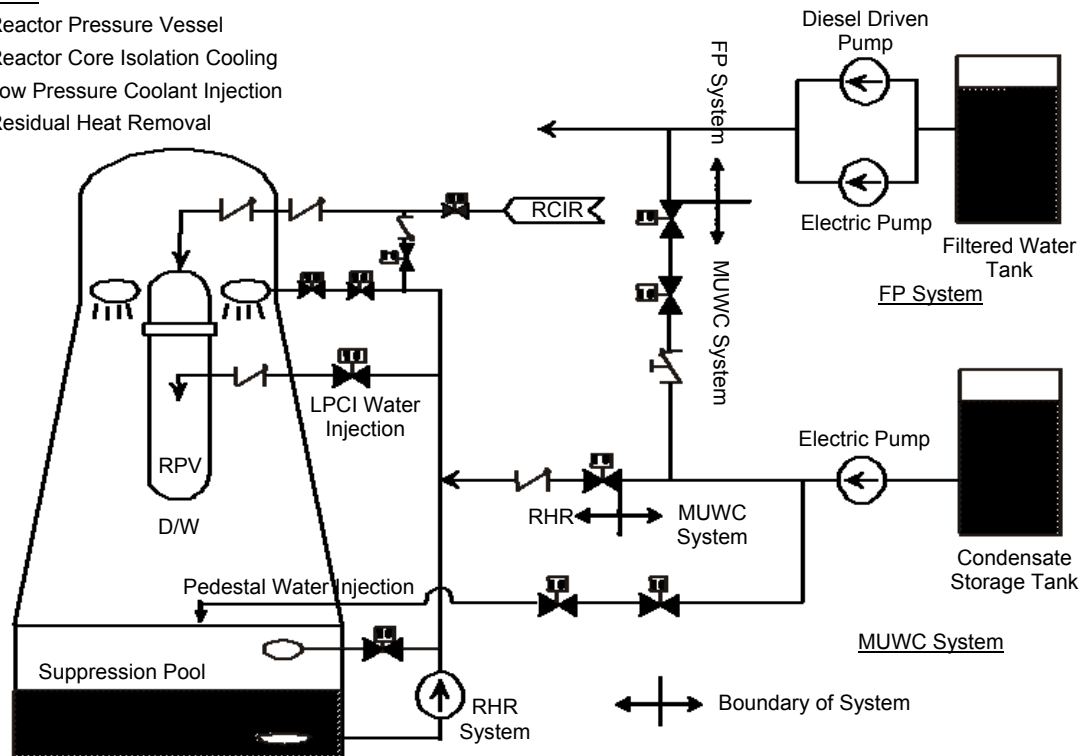 Reactor Pressure Vessel
Reactor Core Isolation Cooling
Low Pressure Coolant Injection
Residual Heat Removal
Diesel Driven
Pump
FP System
MUWC System
RCIR
Electric Pump
Filtered Water
Tank
FP System
LPCI Water
Injection
RPV
D/W
Electric Pump
RHR
MUWC
System
Condensate
Storage Tank
Pedestal Water Injection
MUWC System
Suppression Pool
RHR
System
Boundary of System